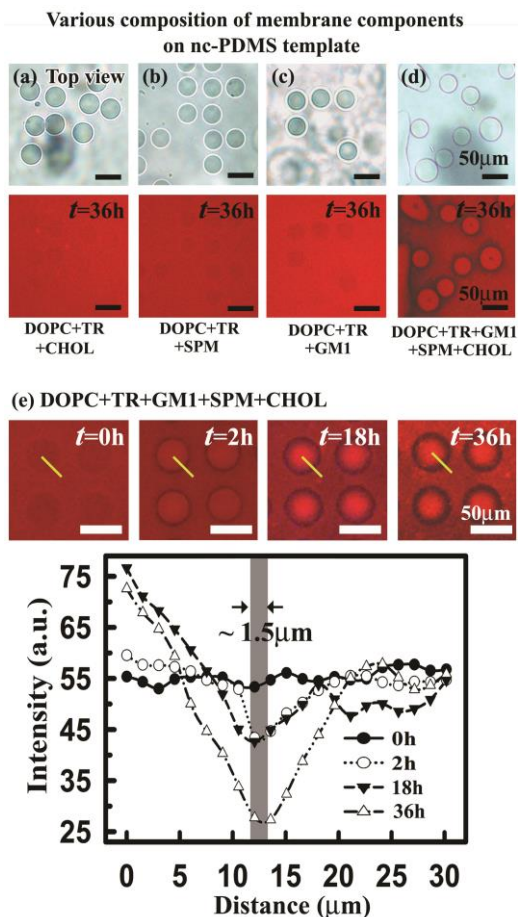 Various composition of membrane components
on nc-PDMS template
(a) Top view
(b)
(c)
(d)
50μm
t=36h
t=36h
t=36h
t=36h
50μm
DOPC+TR
+CHOL
DOPC+TR
+SPM
DOPC+TR
+GM1
DOPC+TR+GM1
+SPM+CHOL
(e) DOPC+TR+GM1+SPM+CHOL
t=0h
t=2h
t=18h
t=36h
50μm
75
65
55
45
35
25
Intensity (a.u.)
~ 1.5μm
0h
2h
18h
36h
0 5 10 15 20 25 30
Distance (μm)